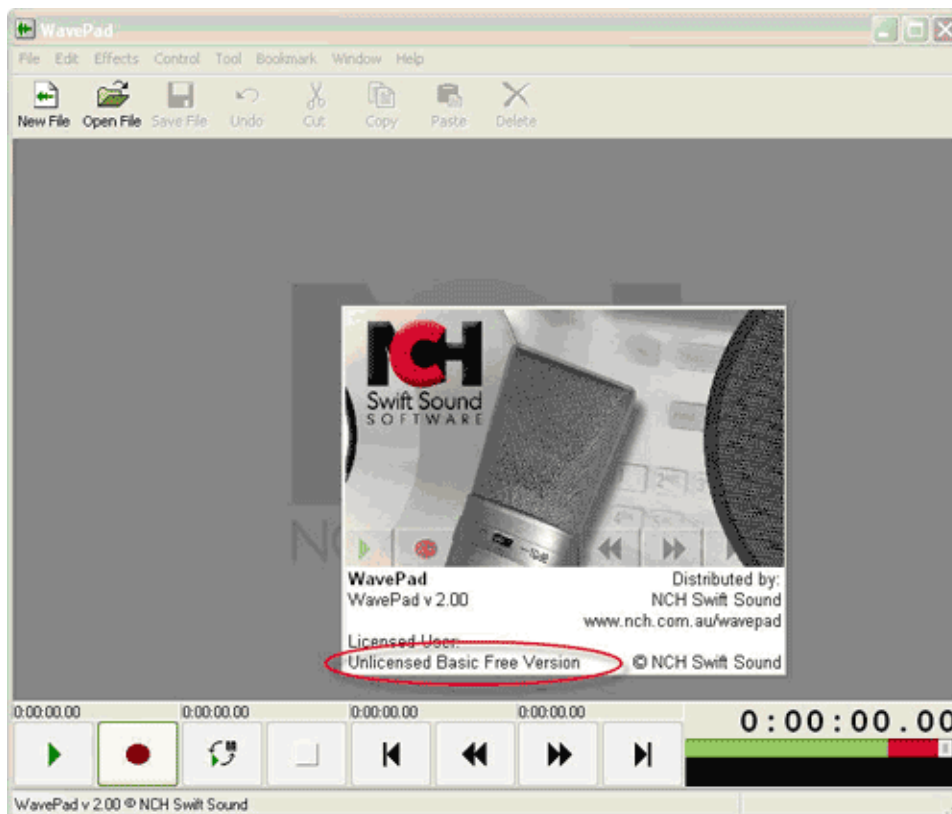 WavePad
File Edit Effects Control Tool Bookmark Window Help
New File Open File Save File Undo Cut Copy Paste Delete
NCH
Swift Sound
SOFTWARE
WavePad
WavePad v 2.00
Distributed by:
NCH Swift Sound
www.nch.com.au/wavepad
Licensed User:
Unlicensed Basic Free Version
© NCH Swift Sound
0:00:00.00 0:00:00.00 0:00:00.00 0:00:00.00
0:00:00.00
WavePad v 2.00 © NCH Swift Sound